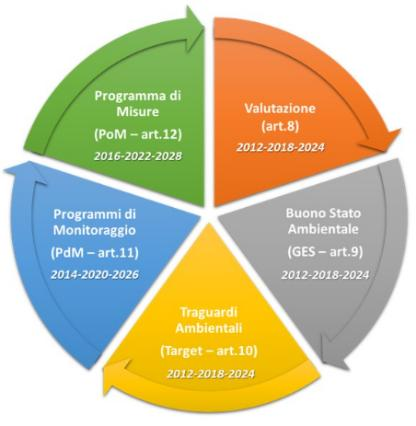 Valutazione
(art.8)
2012-2018-2024
Buono Stato
Ambientale
(GES – art.9)
2012-2018-2024
Traguardi
Ambientali
(Target – art.10)
2012-2018-2024
Programmi di
Monitoraggio
(PdM – art.11)
2014-2020-2026
Programma di
Misure
(PoM – art.12)
2016-2022-2028